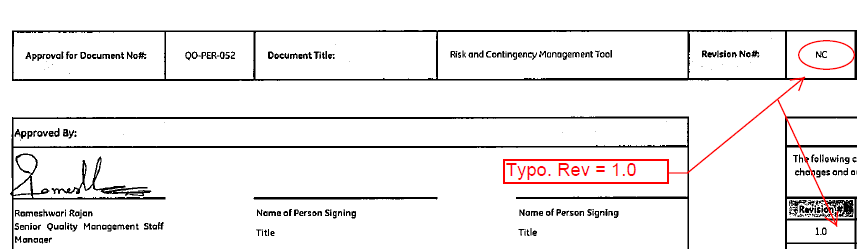 Approval for Document No#: QO-PER-052 Document Title: Risk and Contingency Management Tool Revision No#: NC
Approved By:
Typo. Rev = 1.0
The following c
changes and a
Revision #
Rameshwari Rajan Name of Person Signing Name of Person Signing
Senior Quality Management Staff Title Title
Manager
1.0